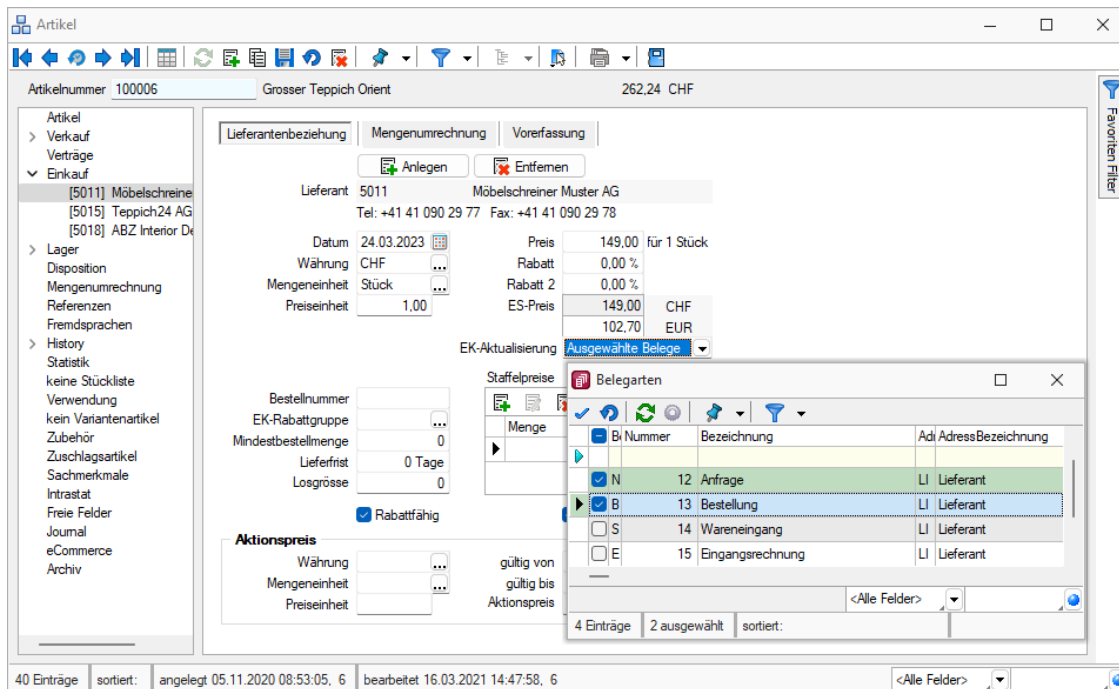 Artikel
Artikelnummer 100006 Grosser Teppich Orient 262,24 CHF
Favoriten Filter
Artikel
Verkauf
Verträge
Einkauf
[5011] Möbelschreine
[5015] Teppich24 AG
[5018] ABZ Interior De
Lager
Disposition
Mengenumrechnung
Referenzen
Fremdsprachen
History
Statistik
keine Stückliste
Verwendung
kein Variantenartikel
Zubehör
Zuschlagsartikel
Sachmerkmale
Intrastat
Freie Felder
Journal
eCommerce
Archiv
Lieferantenbeziehung Mengenumrechnung Vorerfassung
Anlegen Entfernen
Lieferant 5011 Möbelschreiner Muster AG
Tel: +41 41 090 29 77 Fax: +41 41 090 29 78
Datum 24.03.2023 Preis 149,00 für 1 Stück
Währung CHF ... Rabatt 0,00 %
Mengeneinheit Stück ... Rabatt 2 0,00 %
Preiseinheit 1,00 ES-Preis 149,00 CHF
102,70 EUR
EK-Aktualisierung Ausgewählte Belege
Staffelpreise
Menge
Bestellnummer
EK-Rabattgruppe ...
Mindestbestellmenge 0
Lieferfrist 0 Tage
Losgrösse 0
Rabattfähig
Aktionspreis
Währung ... gültig von
Mengeneinheit ... gültig bis
Preiseinheit Aktionspreis
Belegarten
Be Nummer Bezeichnung Adr AdressBezeichnung
N 12 Anfrage LI Lieferant
B 13 Bestellung LI Lieferant
S 14 Wareneingang LI Lieferant
E 15 Eingangsrechnung LI Lieferant
<Alle Felder>
4 Einträge 2 ausgewählt sortiert:
40 Einträge sortiert: angelegt 05.11.2020 08:53:05, 6 bearbeitet 16.03.2021 14:47:58, 6 <Alle Felder>